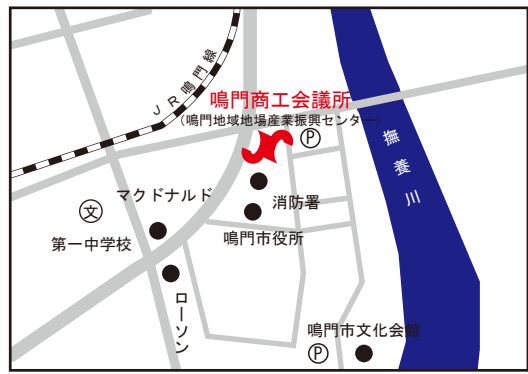 JR鳴門線
鳴門商工会議所
(鳴門地域地場産業振興センター)
P
撫養川
マクドナルド
消防署
文
鳴門市役所
第一中学校
ローソン
鳴門市文化会館
P